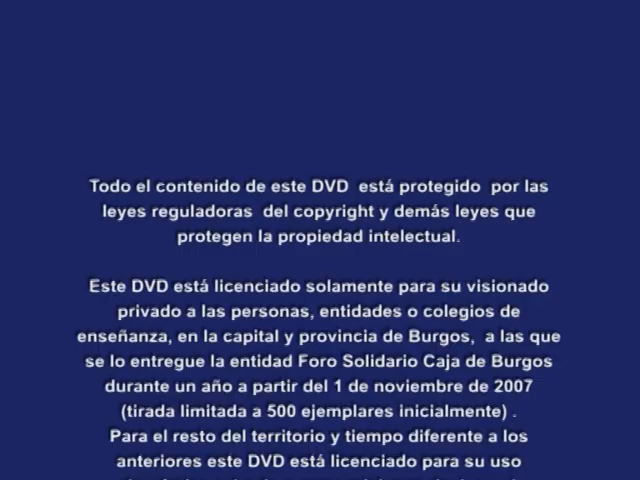 Todo el contenido de este DVD está protegido por las
leyes reguladoras del copyright y demás leyes que
protegen la propiedad intelectual.
Este DVD está licenciado solamente para su visionado
privado a las personas, entidades o colegios de
enseñanza, en la capital y provincia de Burgos, a las que
se lo entregue la entidad Foro Solidario Caja de Burgos
durante un año a partir del 1 de noviembre de 2007
(tirada limitada a 500 ejemplares inicialmente) .
Para el resto del territorio y tiempo diferente a los
anteriores este DVD está licenciado para su uso